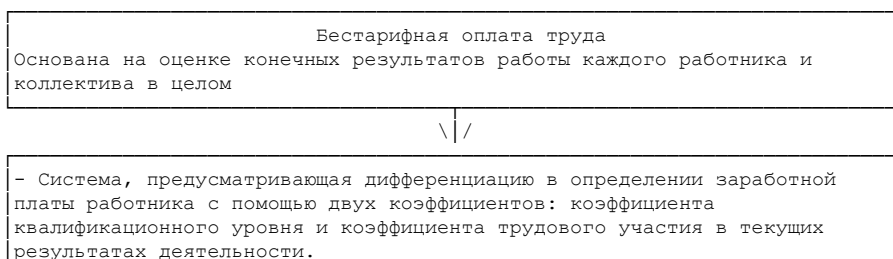 Бестарифная оплата труда
Основана на оценке конечных результатов работы каждого работника и
коллектива в целом
\|/
- Система, предусматривающая дифференциацию в определении заработной
платы работника с помощью двух коэффициентов: коэффициента
квалификационного уровня и коэффициента трудового участия в текущих
результатах деятельности.